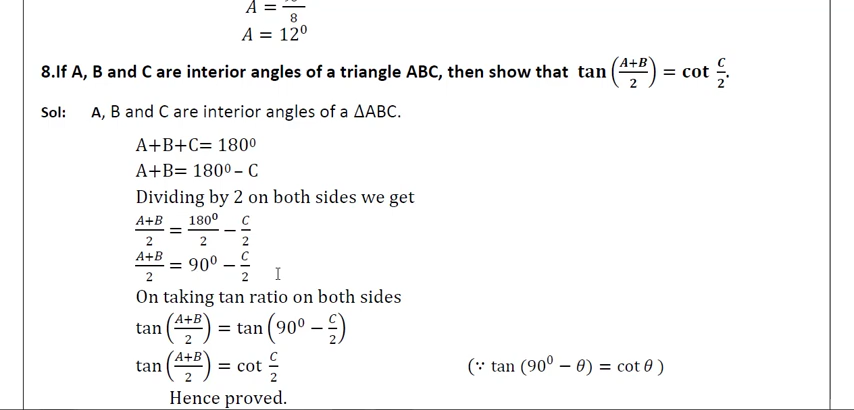 A = 8
A = 12⁰
8.If A, B and C are interior angles of a triangle ABC, then show that tan ((A+B)/2) = cot C/2.
Sol: A, B and C are interior angles of a ΔABC.
A+B+C= 180⁰
A+B= 180⁰ – C
Dividing by 2 on both sides we get
(A+B)/2 = 180⁰/2 − C/2
(A+B)/2 = 90⁰ − C/2
On taking tan ratio on both sides
tan ((A+B)/2) = tan (90⁰ − C/2)
tan ((A+B)/2) = cot C/2 (∵ tan (90⁰ − θ) = cot θ )
Hence proved.